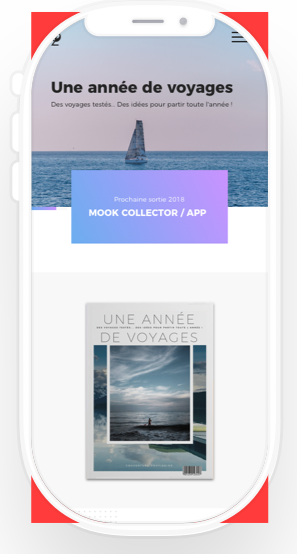 Une année de voyages
Des voyages testés... Des idées pour partir toute l'année !
Prochaine sortie 2018
MOOK COLLECTOR / APP
UNE ANNÉE
DES VOYAGES TESTÉS... DES IDÉES POUR PARTIR TOUTE L'ANNÉE !
DE VOYAGES